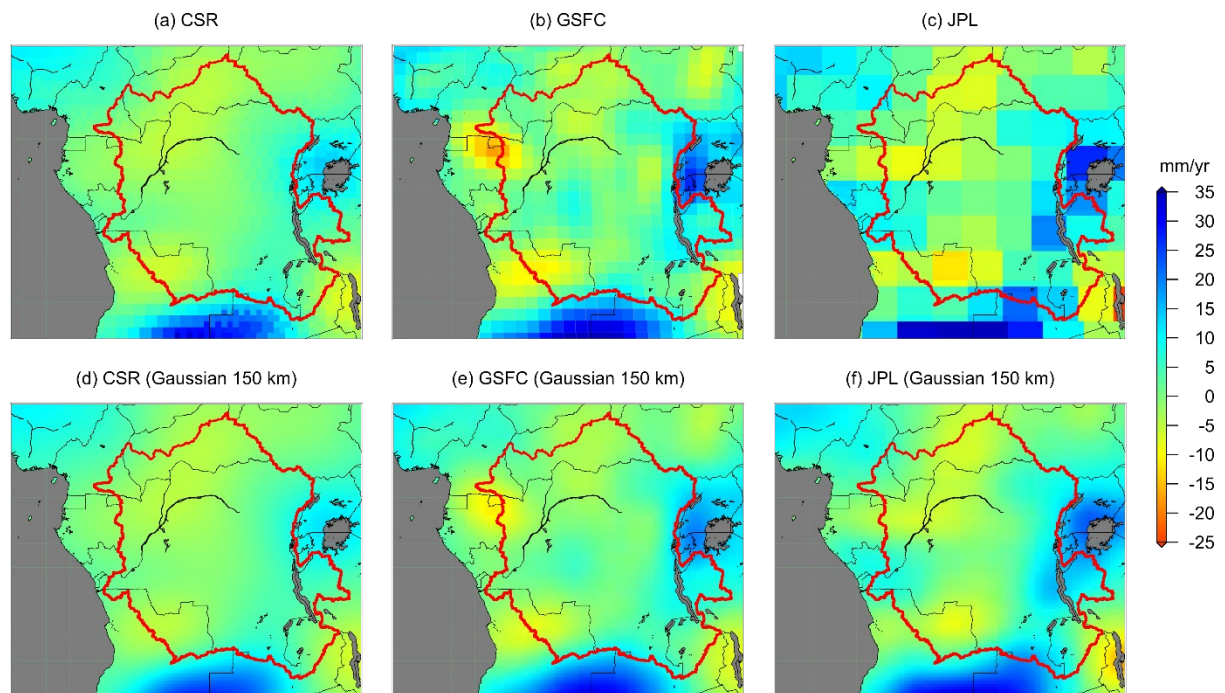 (a) CSR
(b) GSFC
(c) JPL
mm/yr
35
30
25
20
15
10
5
0
-5
-10
-15
-20
-25
(d) CSR (Gaussian 150 km)
(e) GSFC (Gaussian 150 km)
(f) JPL (Gaussian 150 km)